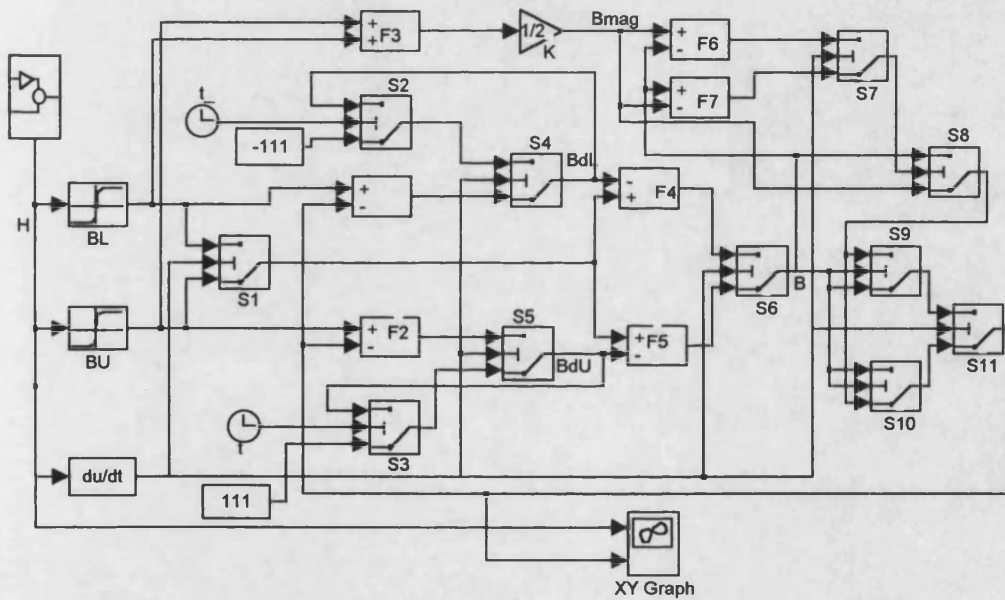 F3
+
+
1/2
K
Bmag
+
-
F6
+
-
F7
S7
S2
t_
-111
S4
BdL
S8
+
-
-
+
F4
H
BL
S1
S9
S6
B
BU
+
-
F2
S5
BdU
+
-
F5
S11
S10
t
S3
du/dt
111
XY Graph